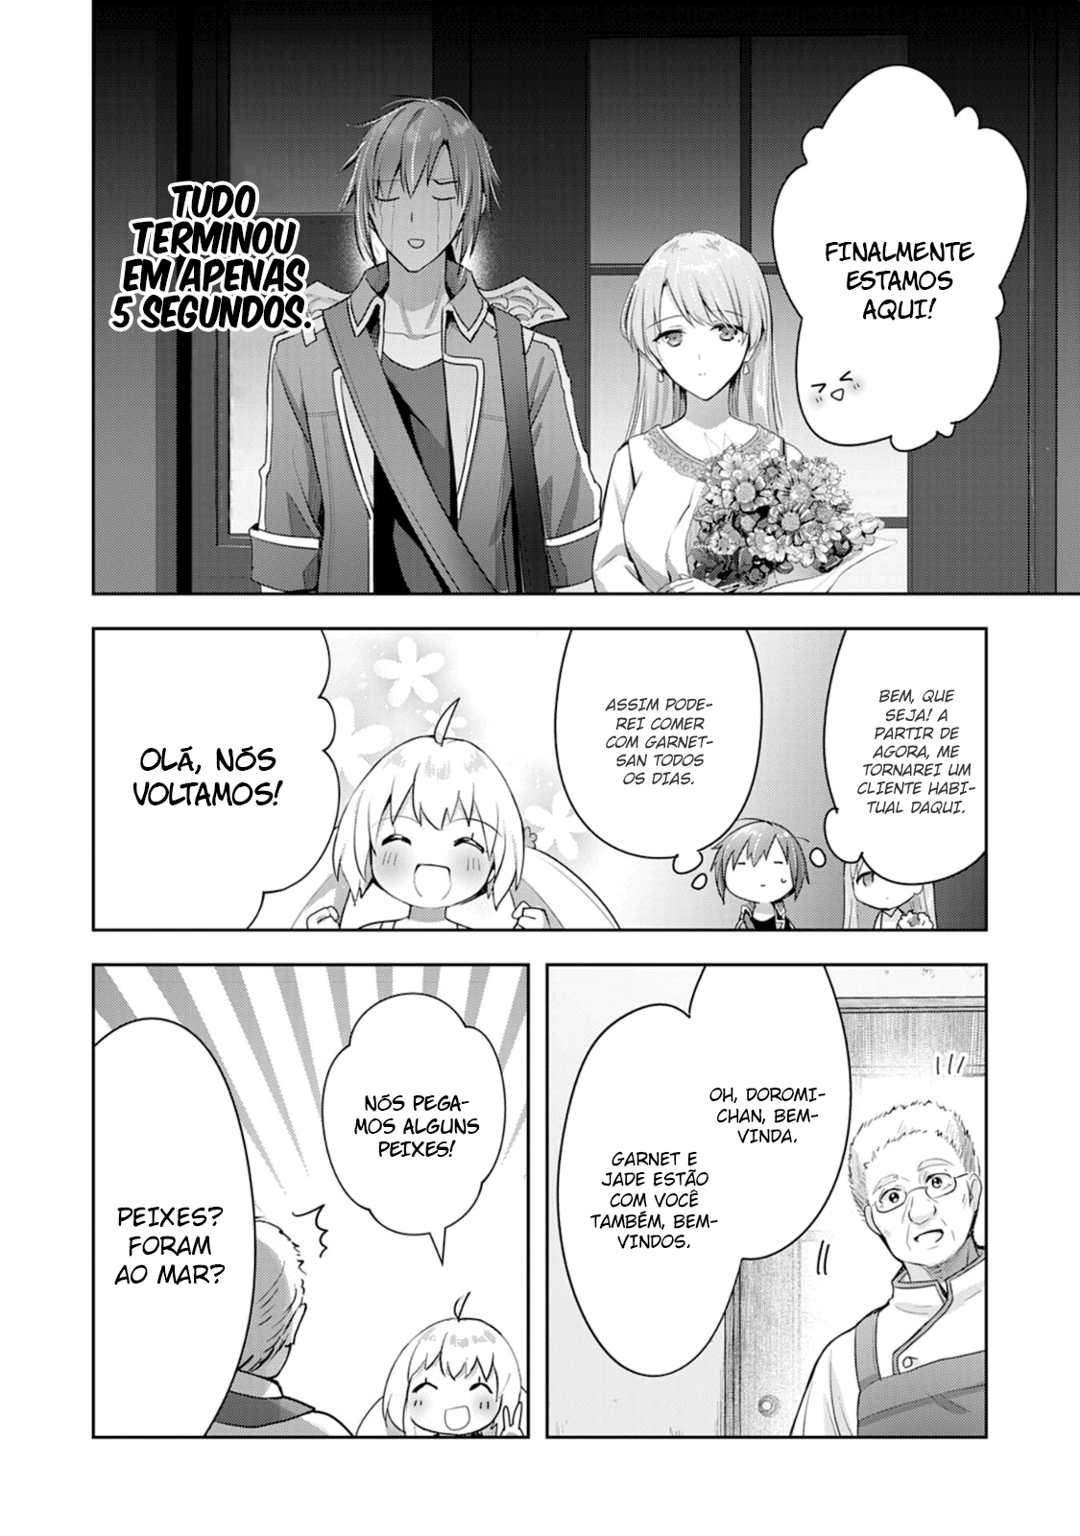 FINALMENTE
ESTAMOS
AQUI!
TUDO
TERMINOU
EM APENAS
5 SEGUNDOS.
BEM, QUE
SEJA! A
PARTIR DE
AGORA, ME
TORNAREI UM
CLIENTE HABI-
TUAL DAQUI.
ASSIM PODE-
REI COMER
COM GARNET-
SAN TODOS
OS DIAS.
OLÁ, NÓS
VOLTAMOS!
OH, DOROMI-
CHAN, BEM-
VINDA.
GARNET E
JADE ESTÃO
COM VOCÊ
TAMBÉM, BEM-
VINDOS.
NÓS PEGA-
MOS ALGUNS
PEIXES!
PEIXES?
FORAM
AO MAR?